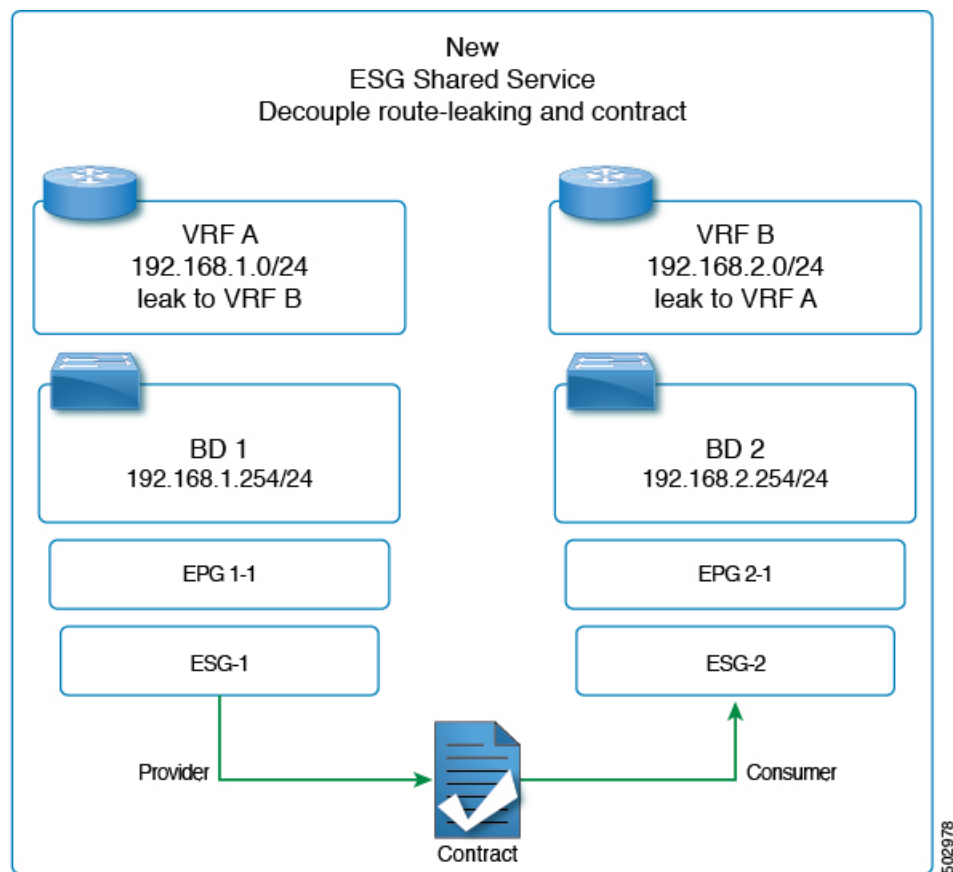 New
ESG Shared Service
Decouple route-leaking and contract
VRF A
192.168.1.0/24
leak to VRF B
VRF B
192.168.2.0/24
leak to VRF A
BD 1
192.168.1.254/24
BD 2
192.168.2.254/24
EPG 1-1
EPG 2-1
ESG-1
ESG-2
Provider
Consumer
Contract
502978